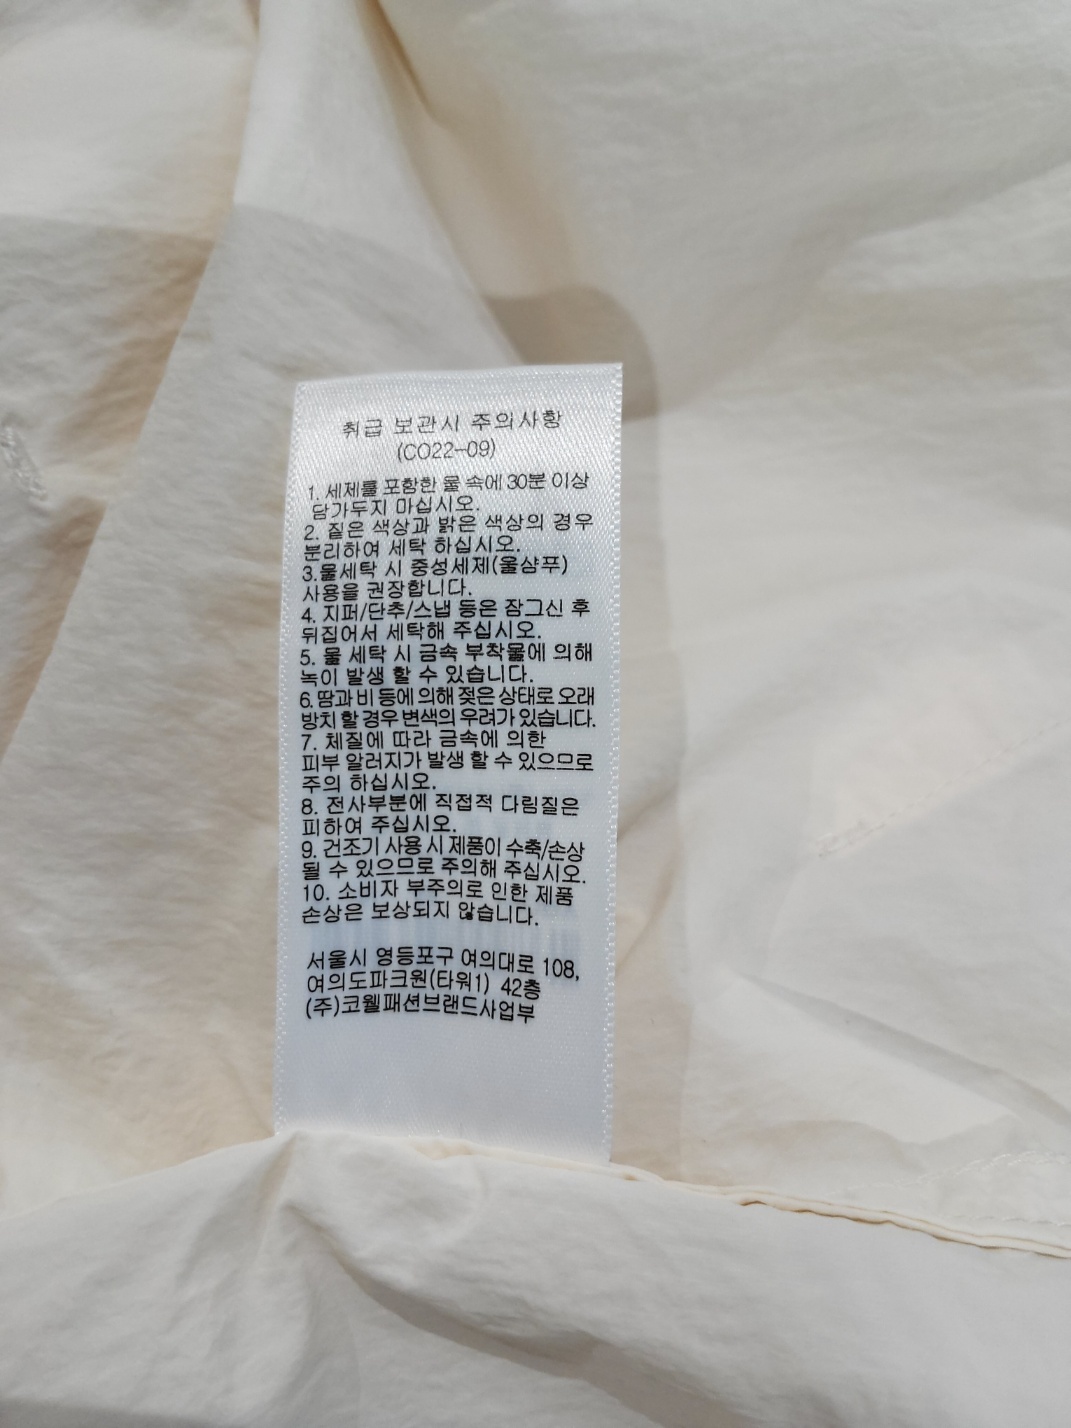 취급 보관시 주의사항
(CO22-09)
1. 세제를 포함한 물 속에 30분 이상
담가두지 마십시오.
2. 짙은 색상과 밝은 색상의 경우
분리하여 세탁 하십시오.
3.물세탁 시 중성세제(울샴푸)
사용을 권장합니다.
4. 지퍼/단추/스냅 등은 잠그신 후
뒤집어서 세탁해 주십시오.
5. 물 세탁 시 금속 부착물에 의해
녹이 발생 할 수 있습니다.
6.땀과 비 등에 의해 젖은 상태로 오래
방치 할 경우 변색의 우려가 있습니다.
7. 체질에 따라 금속에 의한
피부 알러지가 발생 할 수 있으므로
주의 하십시오.
8. 전사부분에 직접적 다림질은
피하여 주십시오.
9. 건조기 사용 시 제품이 수축/손상
될 수 있으므로 주의해 주십시오.
10. 소비자 부주의로 인한 제품
손상은 보상되지 않습니다.
서울시 영등포구 여의대로 108,
여의도파크원(타워1) 42층
(주)코웰패션브랜드사업부